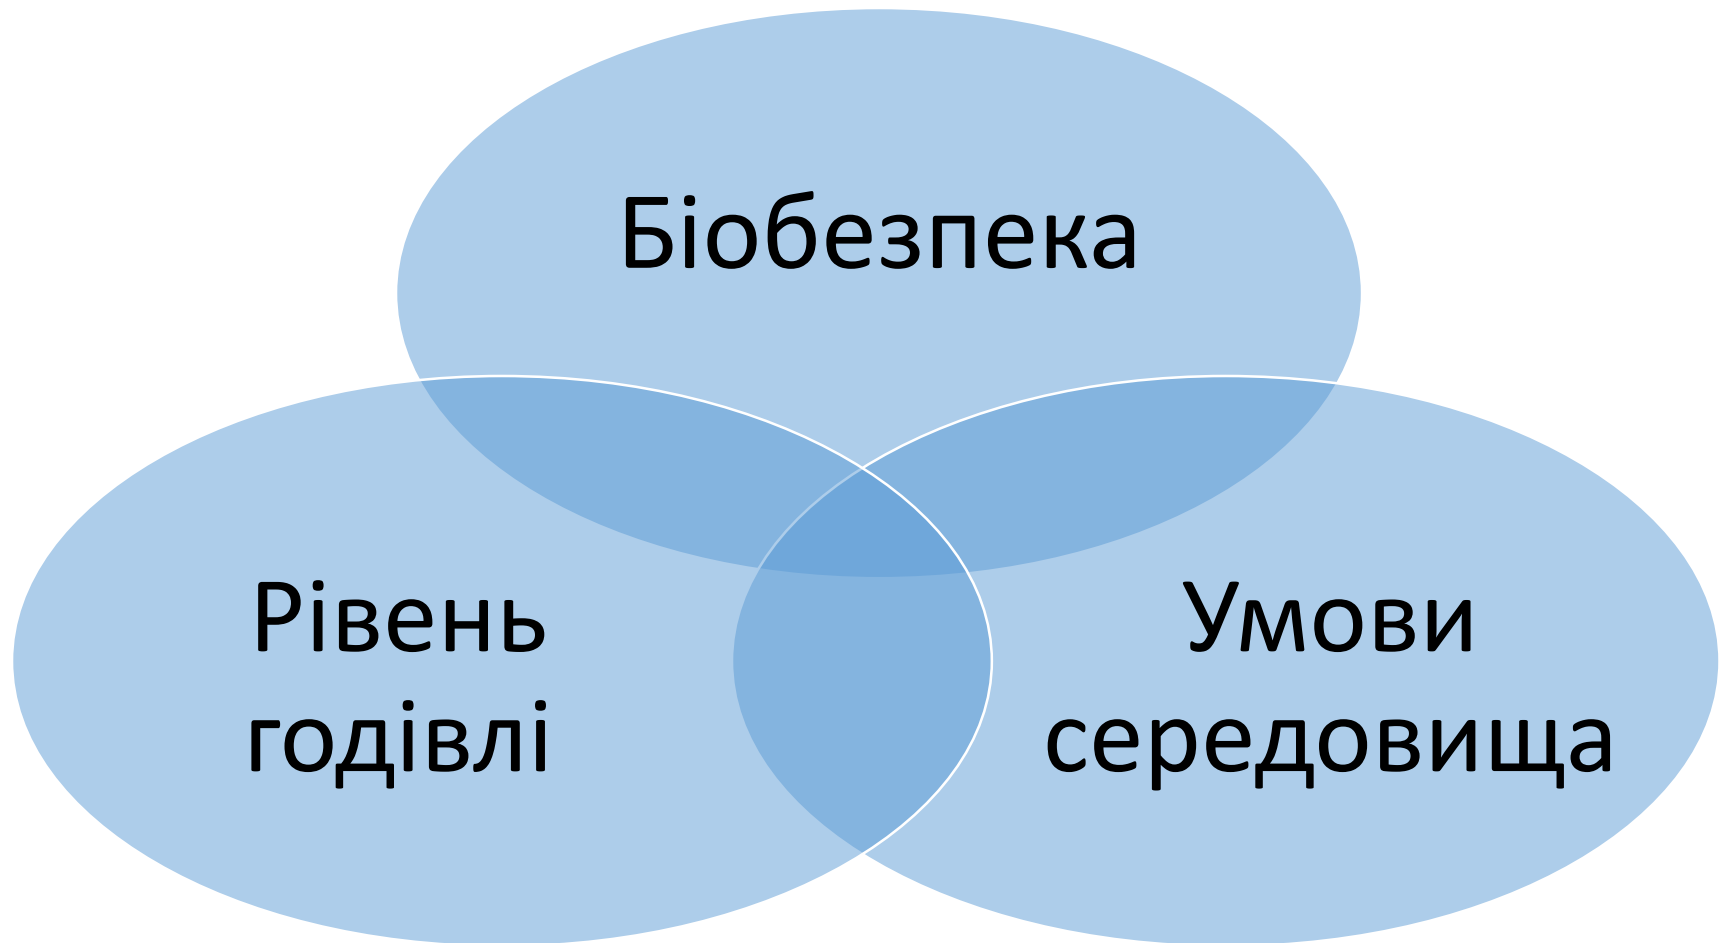 Біобезпека
Рівень
годівлі
Умови
середовища